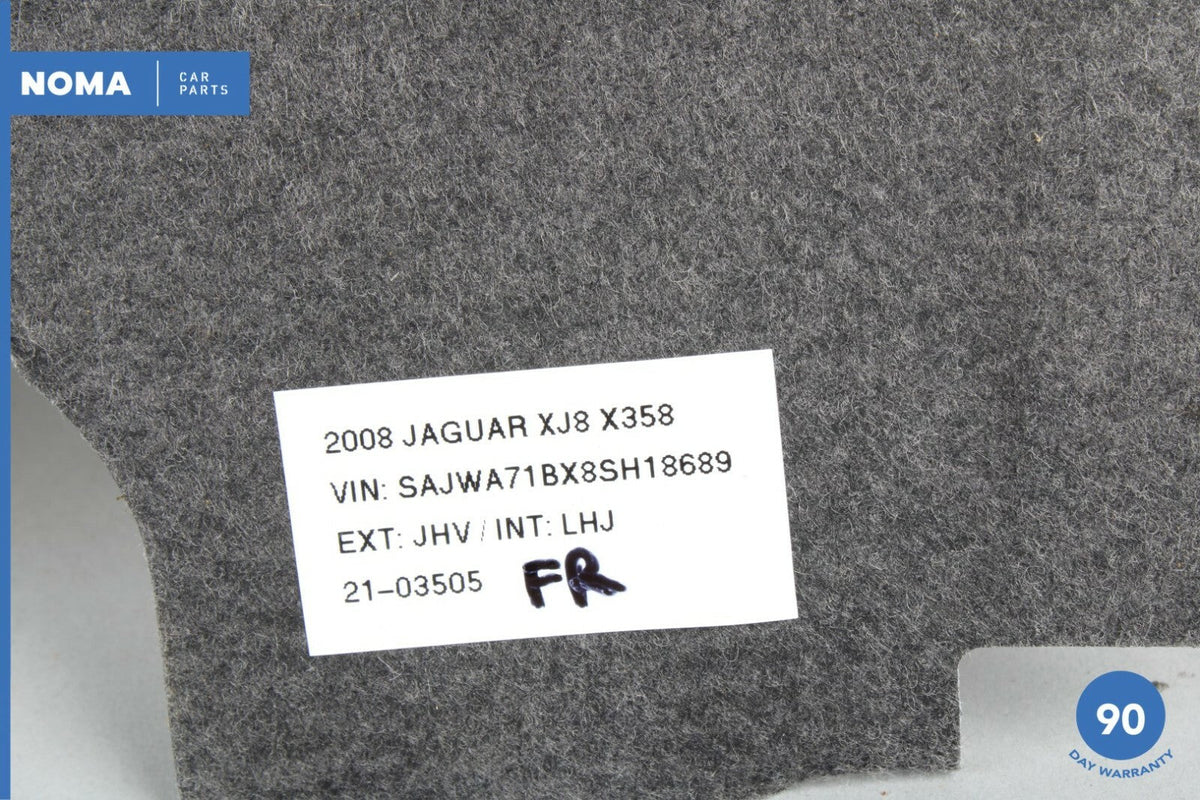 NOMA
CAR
PARTS
2008 JAGUAR XJ8 X358
VIN: SAJWA71BX8SH18689
EXT: JHV / INT: LHJ
21-03505 FR
90
DAY WARRANTY